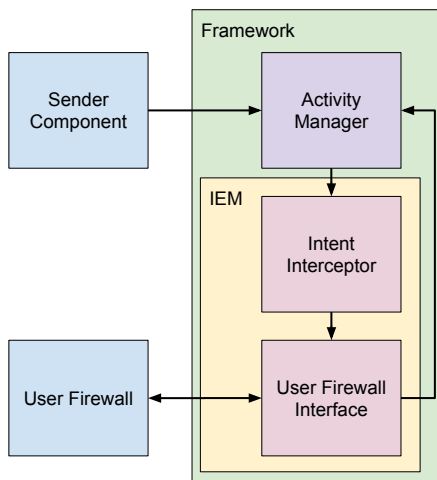 Framework
Sender
Component
Activity
Manager
IEM
Intent
Interceptor
User Firewall
User Firewall
Interface